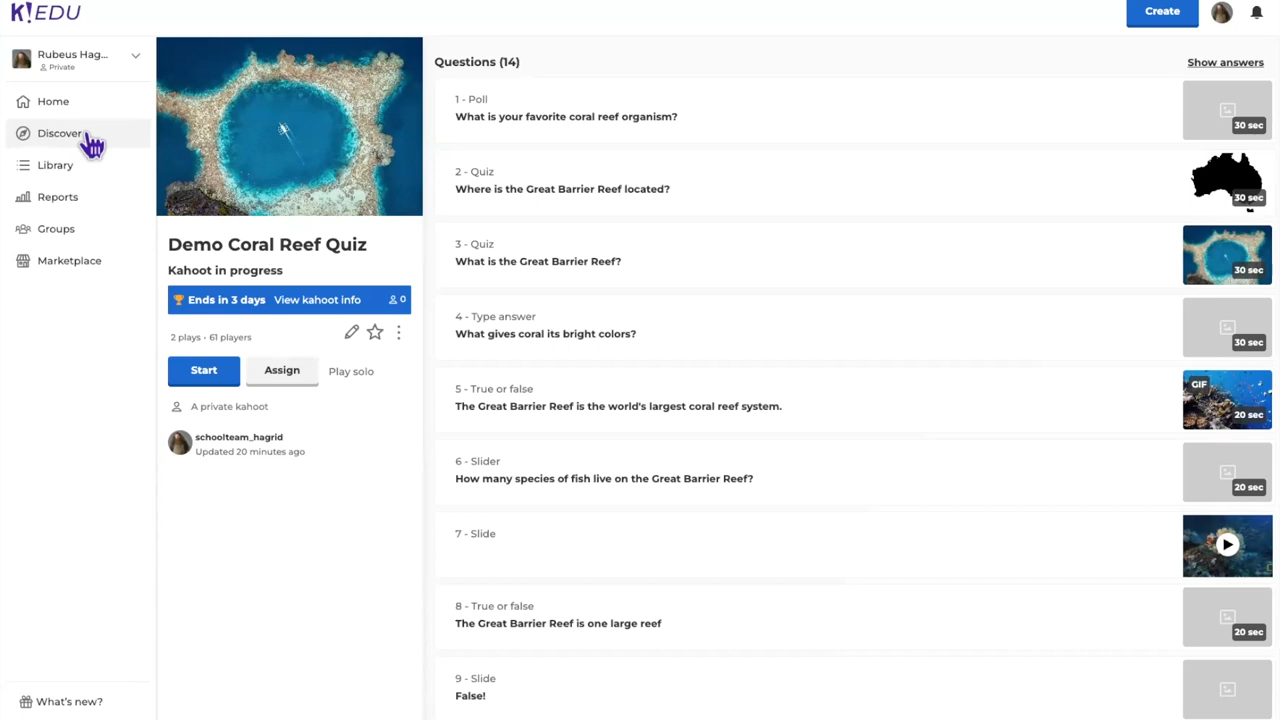 K!EDU
Create
Rubeus Hag...
Private
Home
Discover
Library
Reports
Groups
Marketplace
What's new?
Demo Coral Reef Quiz
Kahoot in progress
Ends in 3 days View kahoot info 0
2 plays · 61 players
Start Assign Play solo
A private kahoot
schoolteam_hagrid
Updated 20 minutes ago
Questions (14) Show answers
1 - Poll
What is your favorite coral reef organism?
30 sec
2 - Quiz
Where is the Great Barrier Reef located?
30 sec
3 - Quiz
What is the Great Barrier Reef?
30 sec
4 - Type answer
What gives coral its bright colors?
30 sec
5 - True or false
The Great Barrier Reef is the world's largest coral reef system.
GIF
20 sec
6 - Slider
How many species of fish live on the Great Barrier Reef?
20 sec
7 - Slide
8 - True or false
The Great Barrier Reef is one large reef
20 sec
9 - Slide
False!